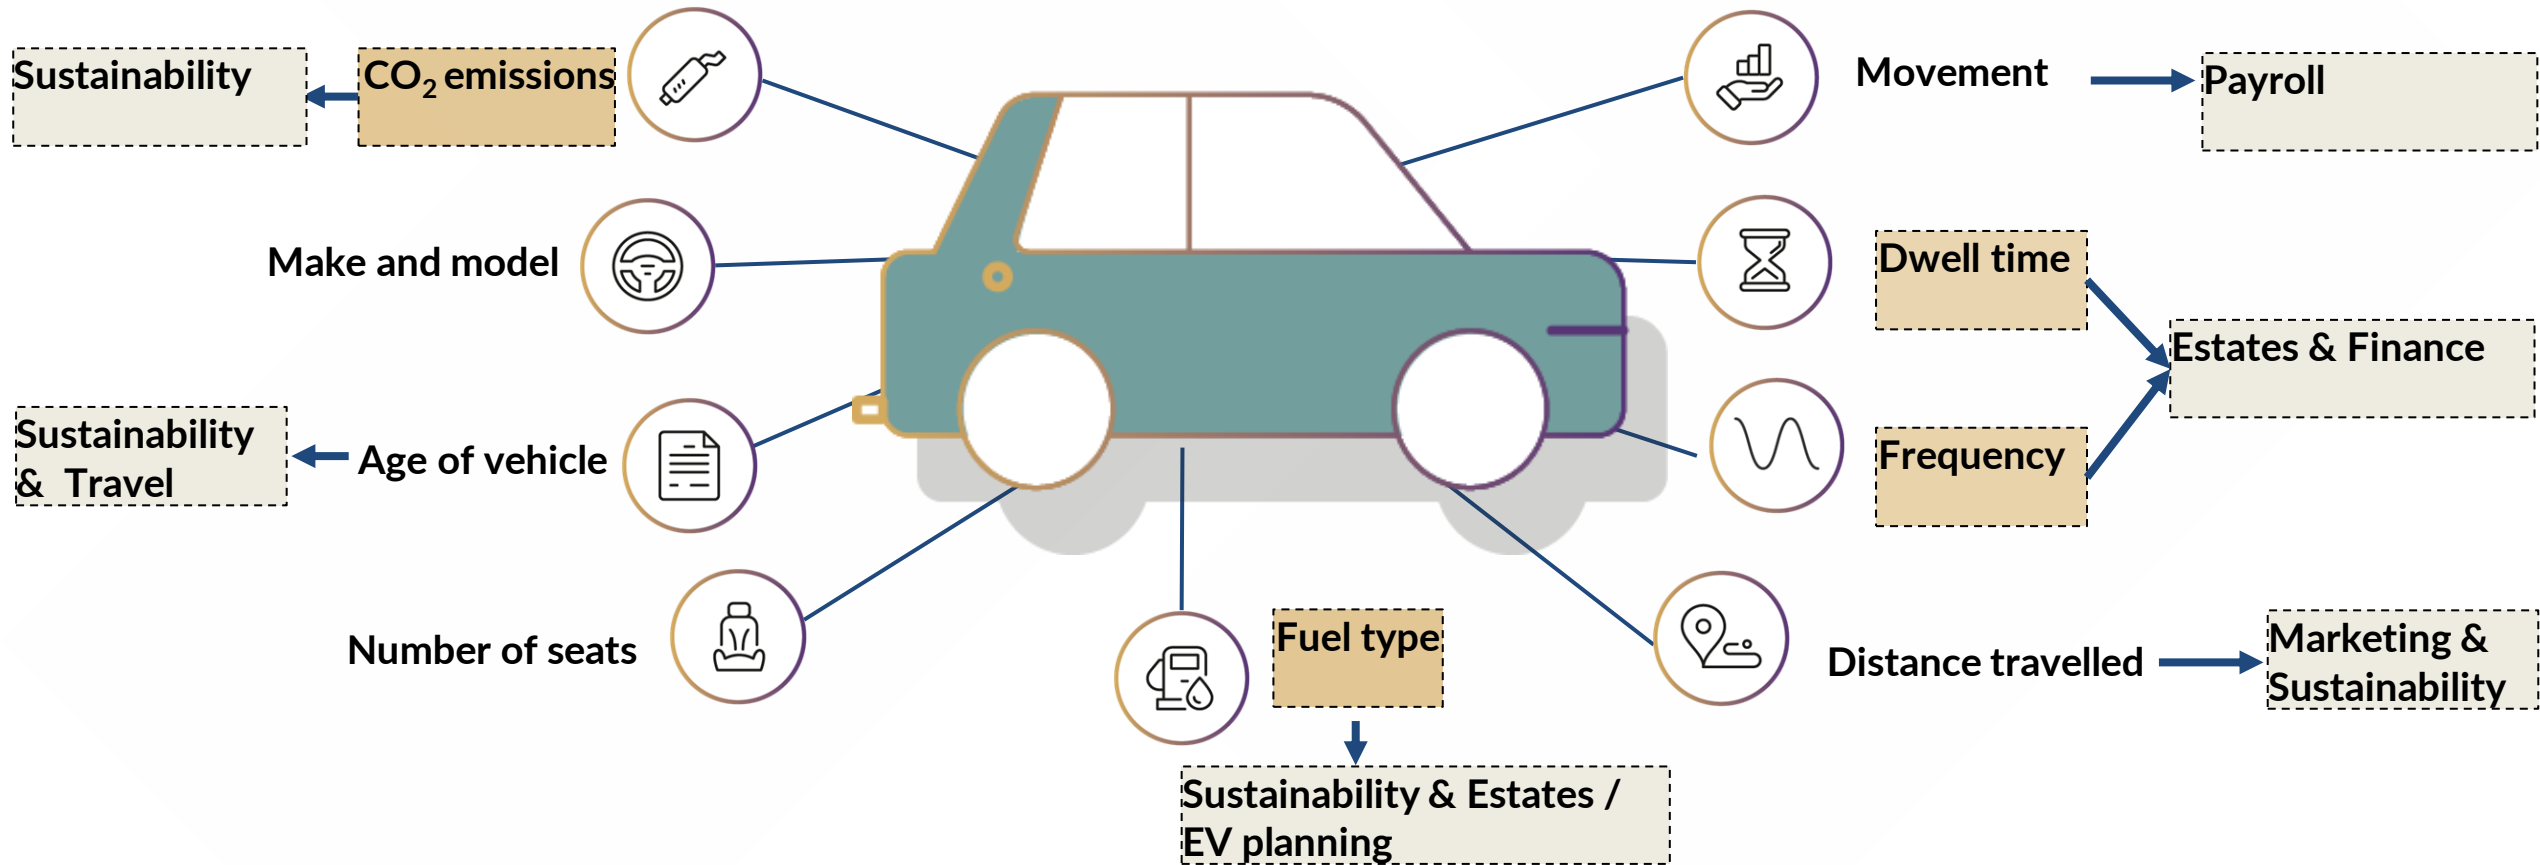 Sustainability
CO₂ emissions
Movement
Payroll
Make and model
Dwell time
Estates & Finance
Sustainability
& Travel
Age of vehicle
Frequency
Number of seats
Fuel type
Distance travelled
Marketing &
Sustainability
Sustainability & Estates /
EV planning